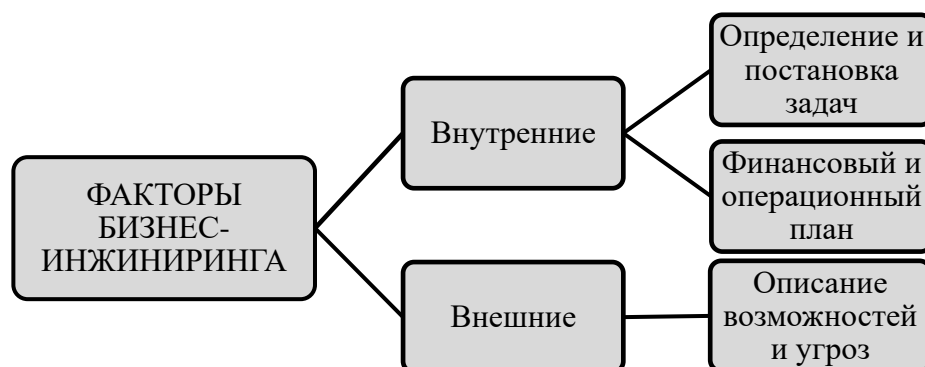 ФАКТОРЫ
БИЗНЕС-
ИНЖИНИРИНГА
Внутренние
Определение и
постановка
задач
Финансовый и
операционный
план
Внешние
Описание
возможностей
и угроз